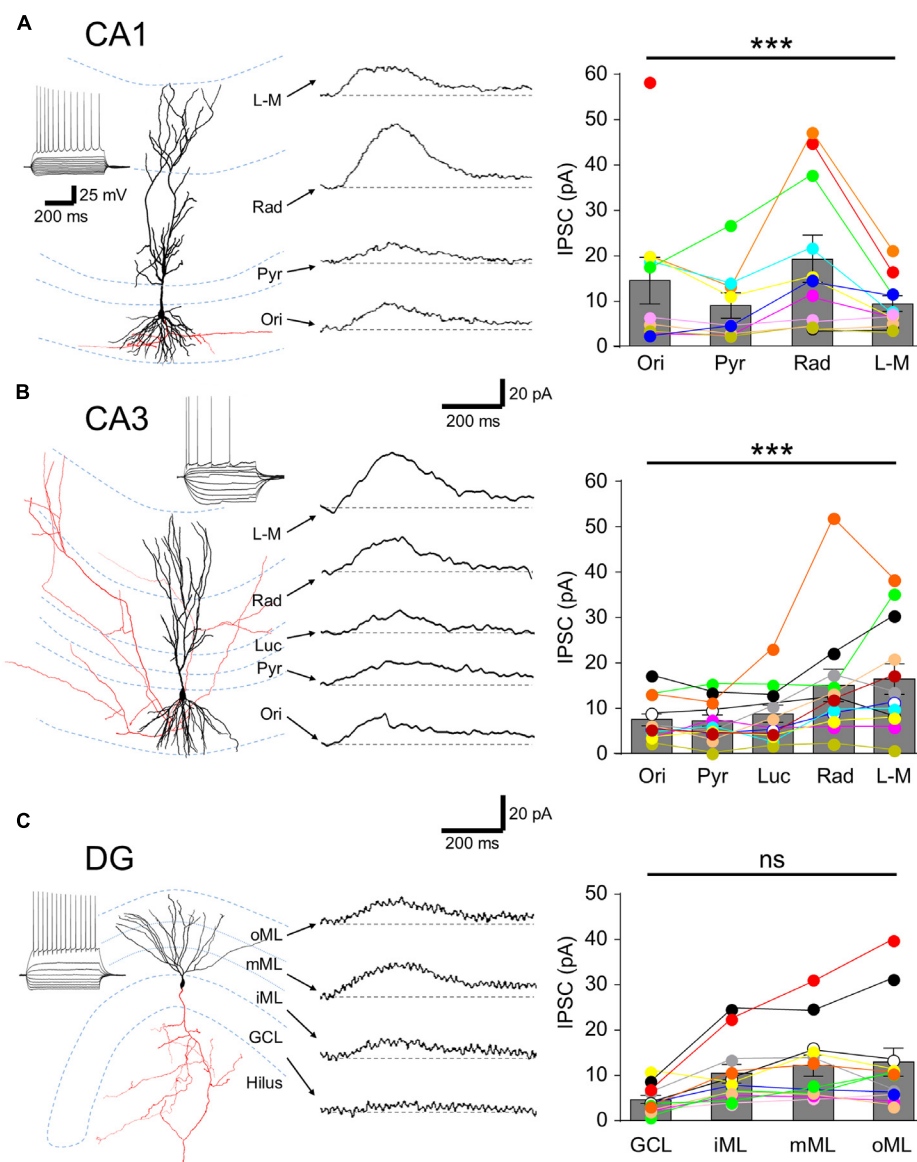 A
CA1
***
25 mV
200 ms
L-M
Rad
Pyr
Ori
IPSC (pA)
60
50
40
30
20
10
0
Ori Pyr Rad L-M
B
CA3
20 pA
200 ms
***
L-M
Rad
Luc
Pyr
Ori
IPSC (pA)
60
50
40
30
20
10
0
Ori Pyr Luc Rad L-M
C
DG
20 pA
200 ms
ns
oML
mML
iML
GCL
Hilus
IPSC (pA)
50
40
30
20
10
0
GCL iML mML oML